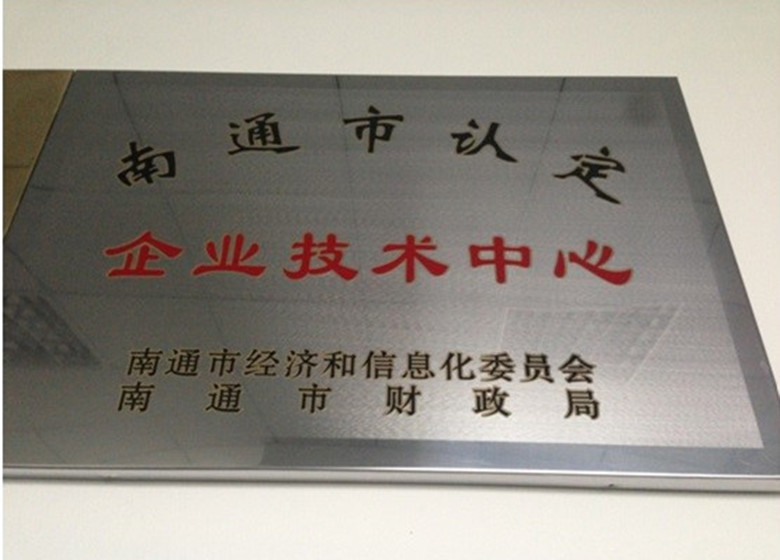 南通市认定
企业技术中心
南通市经济和信息化委员会
南通市财政局